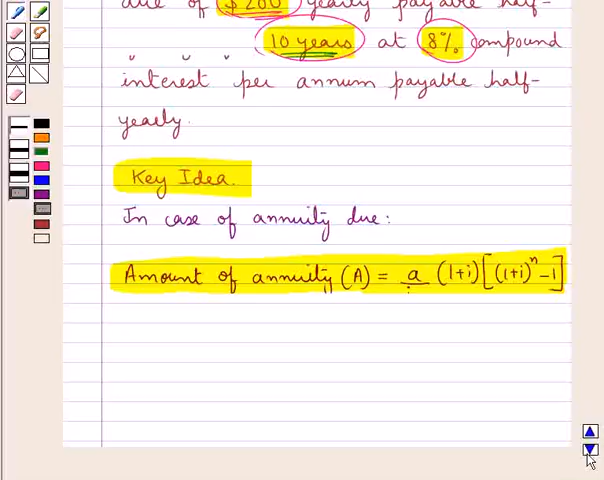 due of $200 yearly payable half-
10 years at 8% compound
interest per annum payable half-
yearly.
Key Idea.
In case of annuity due:
Amount of annuity (A) = a/i (1+i) [(1+i)^n - 1]